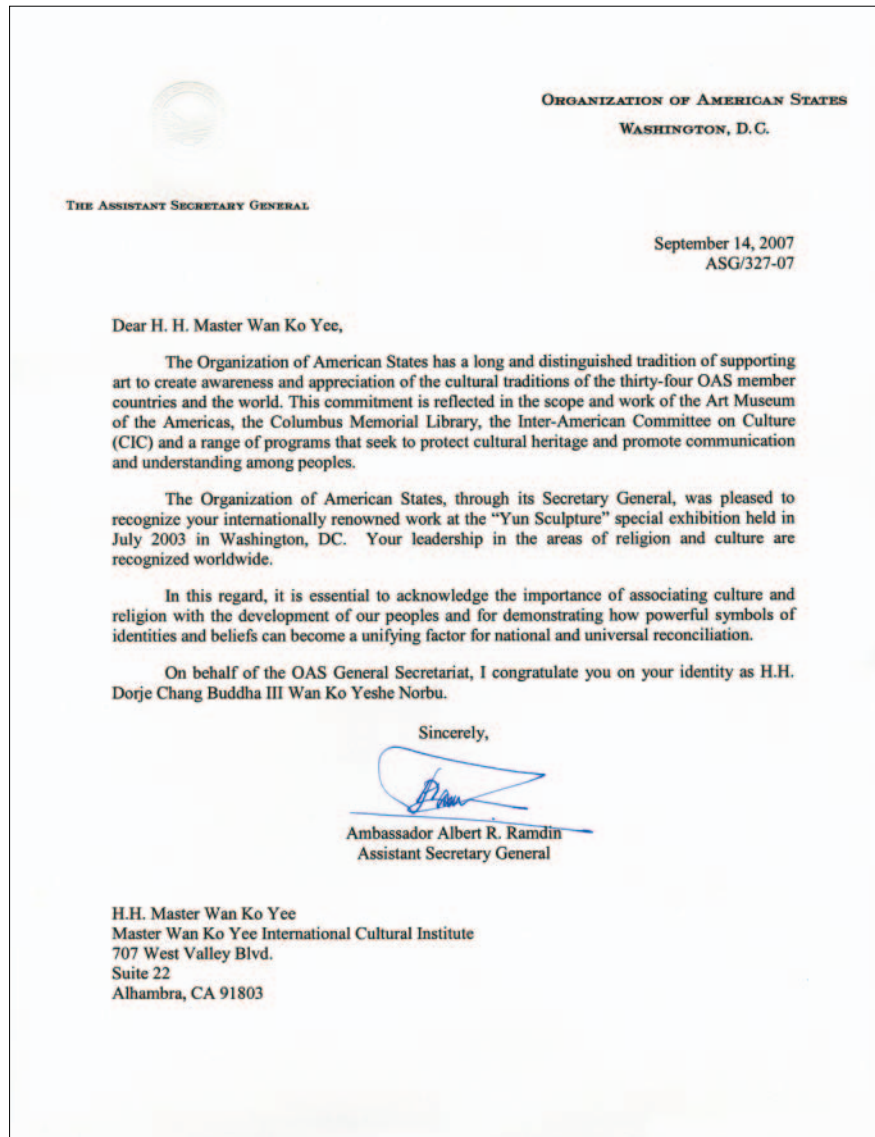 ORGANIZATION OF AMERICAN STATES
WASHINGTON, D.C.
THE ASSISTANT SECRETARY GENERAL
September 14, 2007
ASG/327-07
Dear H. H. Master Wan Ko Yee,
The Organization of American States has a long and distinguished tradition of supporting
art to create awareness and appreciation of the cultural traditions of the thirty-four OAS member
countries and the world. This commitment is reflected in the scope and work of the Art Museum
of the Americas, the Columbus Memorial Library, the Inter-American Committee on Culture
(CIC) and a range of programs that seek to protect cultural heritage and promote communication
and understanding among peoples.
The Organization of American States, through its Secretary General, was pleased to
recognize your internationally renowned work at the “Yun Sculpture” special exhibition held in
July 2003 in Washington, DC. Your leadership in the areas of religion and culture are
recognized worldwide.
In this regard, it is essential to acknowledge the importance of associating culture and
religion with the development of our peoples and for demonstrating how powerful symbols of
identities and beliefs can become a unifying factor for national and universal reconciliation.
On behalf of the OAS General Secretariat, I congratulate you on your identity as H.H.
Dorje Chang Buddha III Wan Ko Yeshe Norbu.
Sincerely,
Ambassador Albert R. Ramdin
Assistant Secretary General
H.H. Master Wan Ko Yee
Master Wan Ko Yee International Cultural Institute
707 West Valley Blvd.
Suite 22
Alhambra, CA 91803